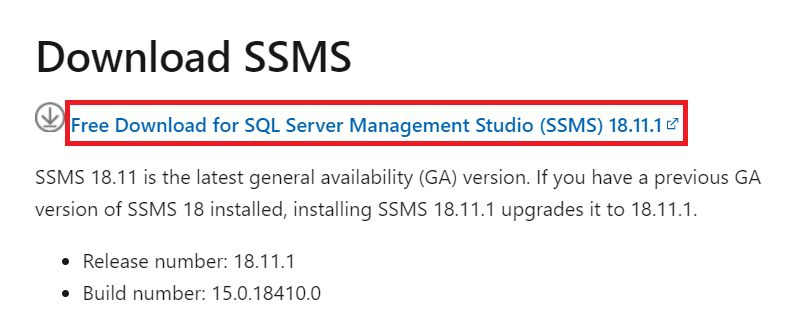 Download SSMS
Free Download for SQL Server Management Studio (SSMS) 18.11.1
SSMS 18.11 is the latest general availability (GA) version. If you have a previous GA
version of SSMS 18 installed, installing SSMS 18.11.1 upgrades it to 18.11.1.
• Release number: 18.11.1
• Build number: 15.0.18410.0